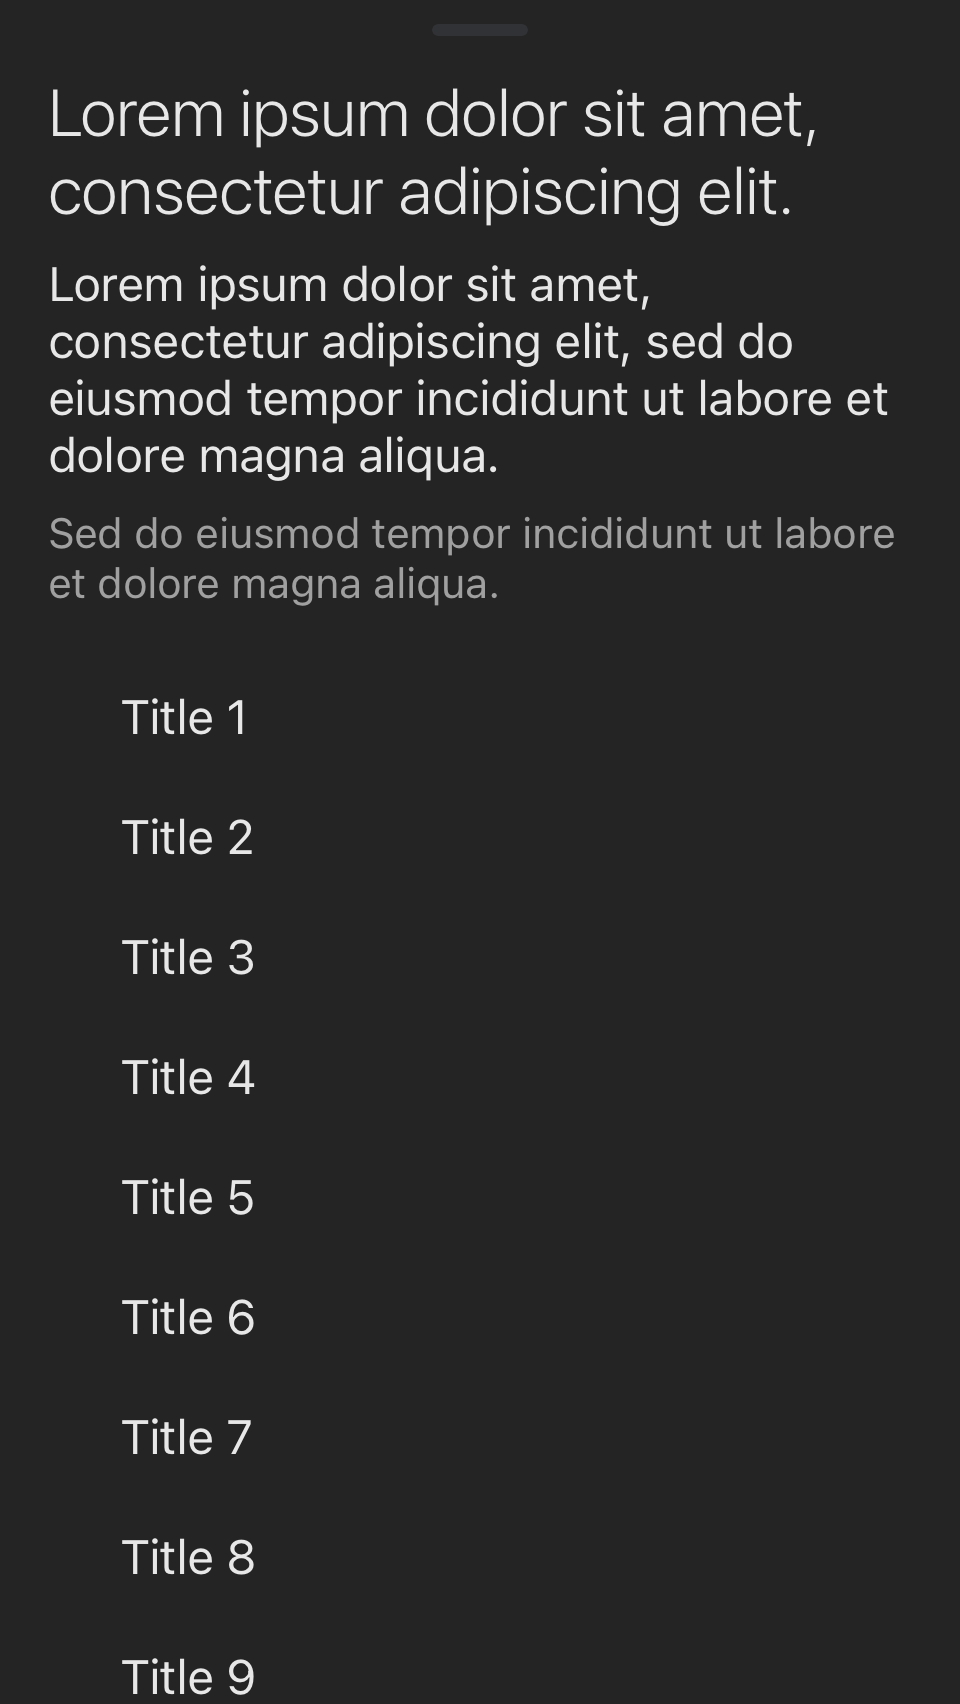 Lorem ipsum dolor sit amet,
consectetur adipiscing elit.
Lorem ipsum dolor sit amet,
consectetur adipiscing elit, sed do
eiusmod tempor incididunt ut labore et
dolore magna aliqua.
Sed do eiusmod tempor incididunt ut labore
et dolore magna aliqua.
Title 1
Title 2
Title 3
Title 4
Title 5
Title 6
Title 7
Title 8
Title 9